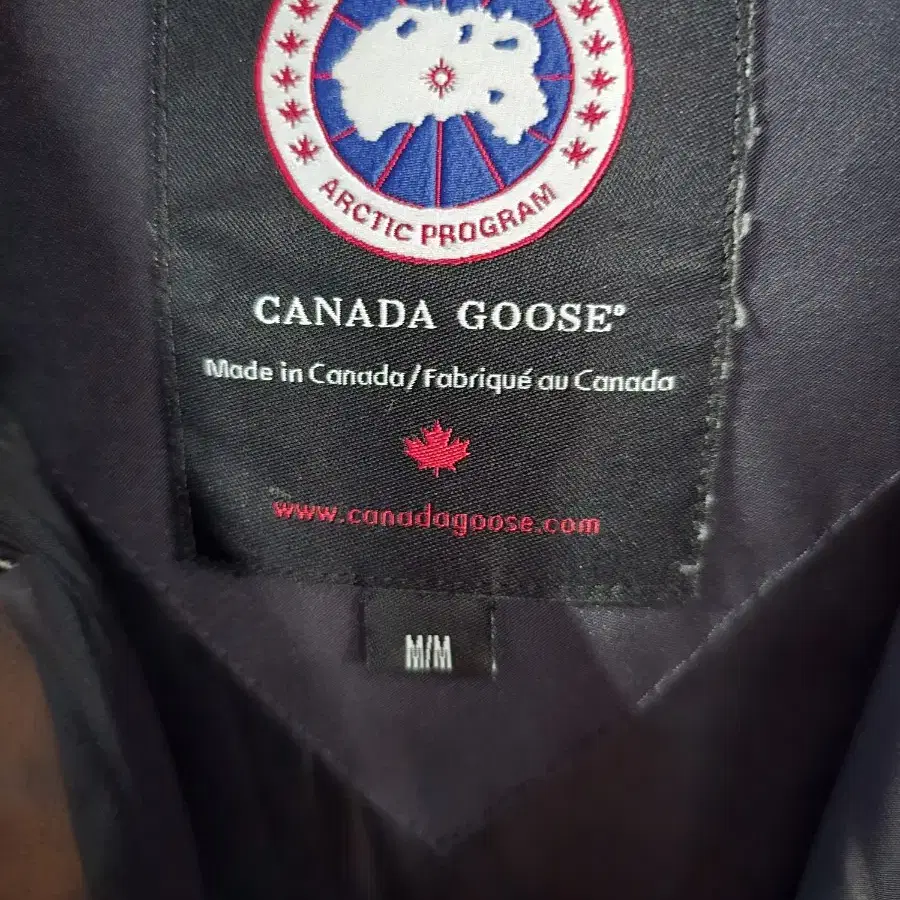 ARCTIC PROGRAM
CANADA GOOSE®
Made in Canada/Fabriqué au Canada
www.canadagoose.com
M/M